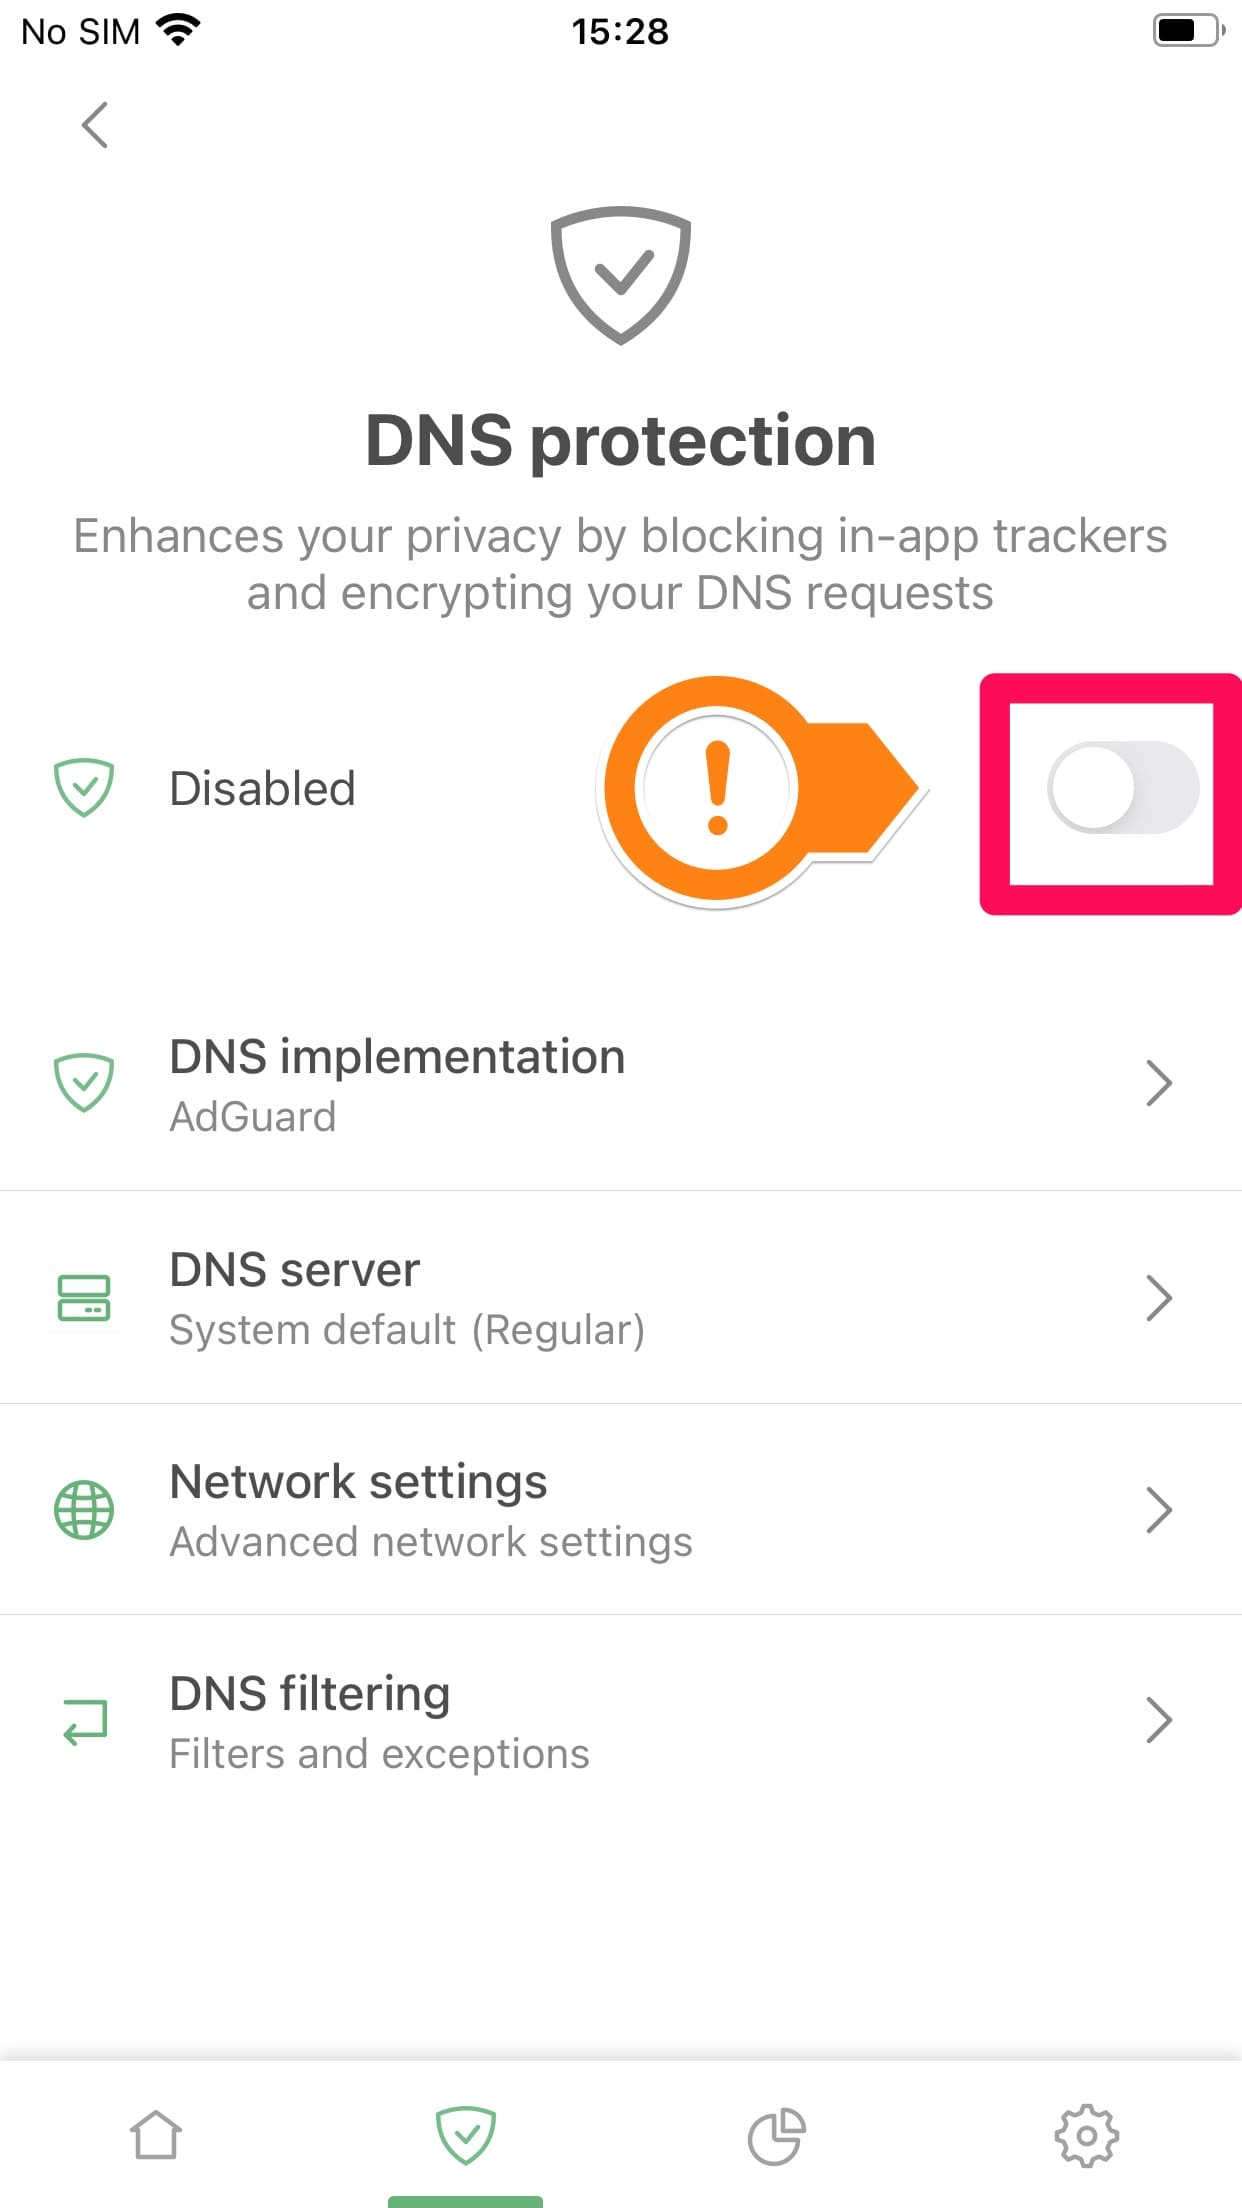 No SIM 15:28
DNS protection
Enhances your privacy by blocking in-app trackers
and encrypting your DNS requests
Disabled
!
DNS implementation
AdGuard
DNS server
System default (Regular)
Network settings
Advanced network settings
DNS filtering
Filters and exceptions